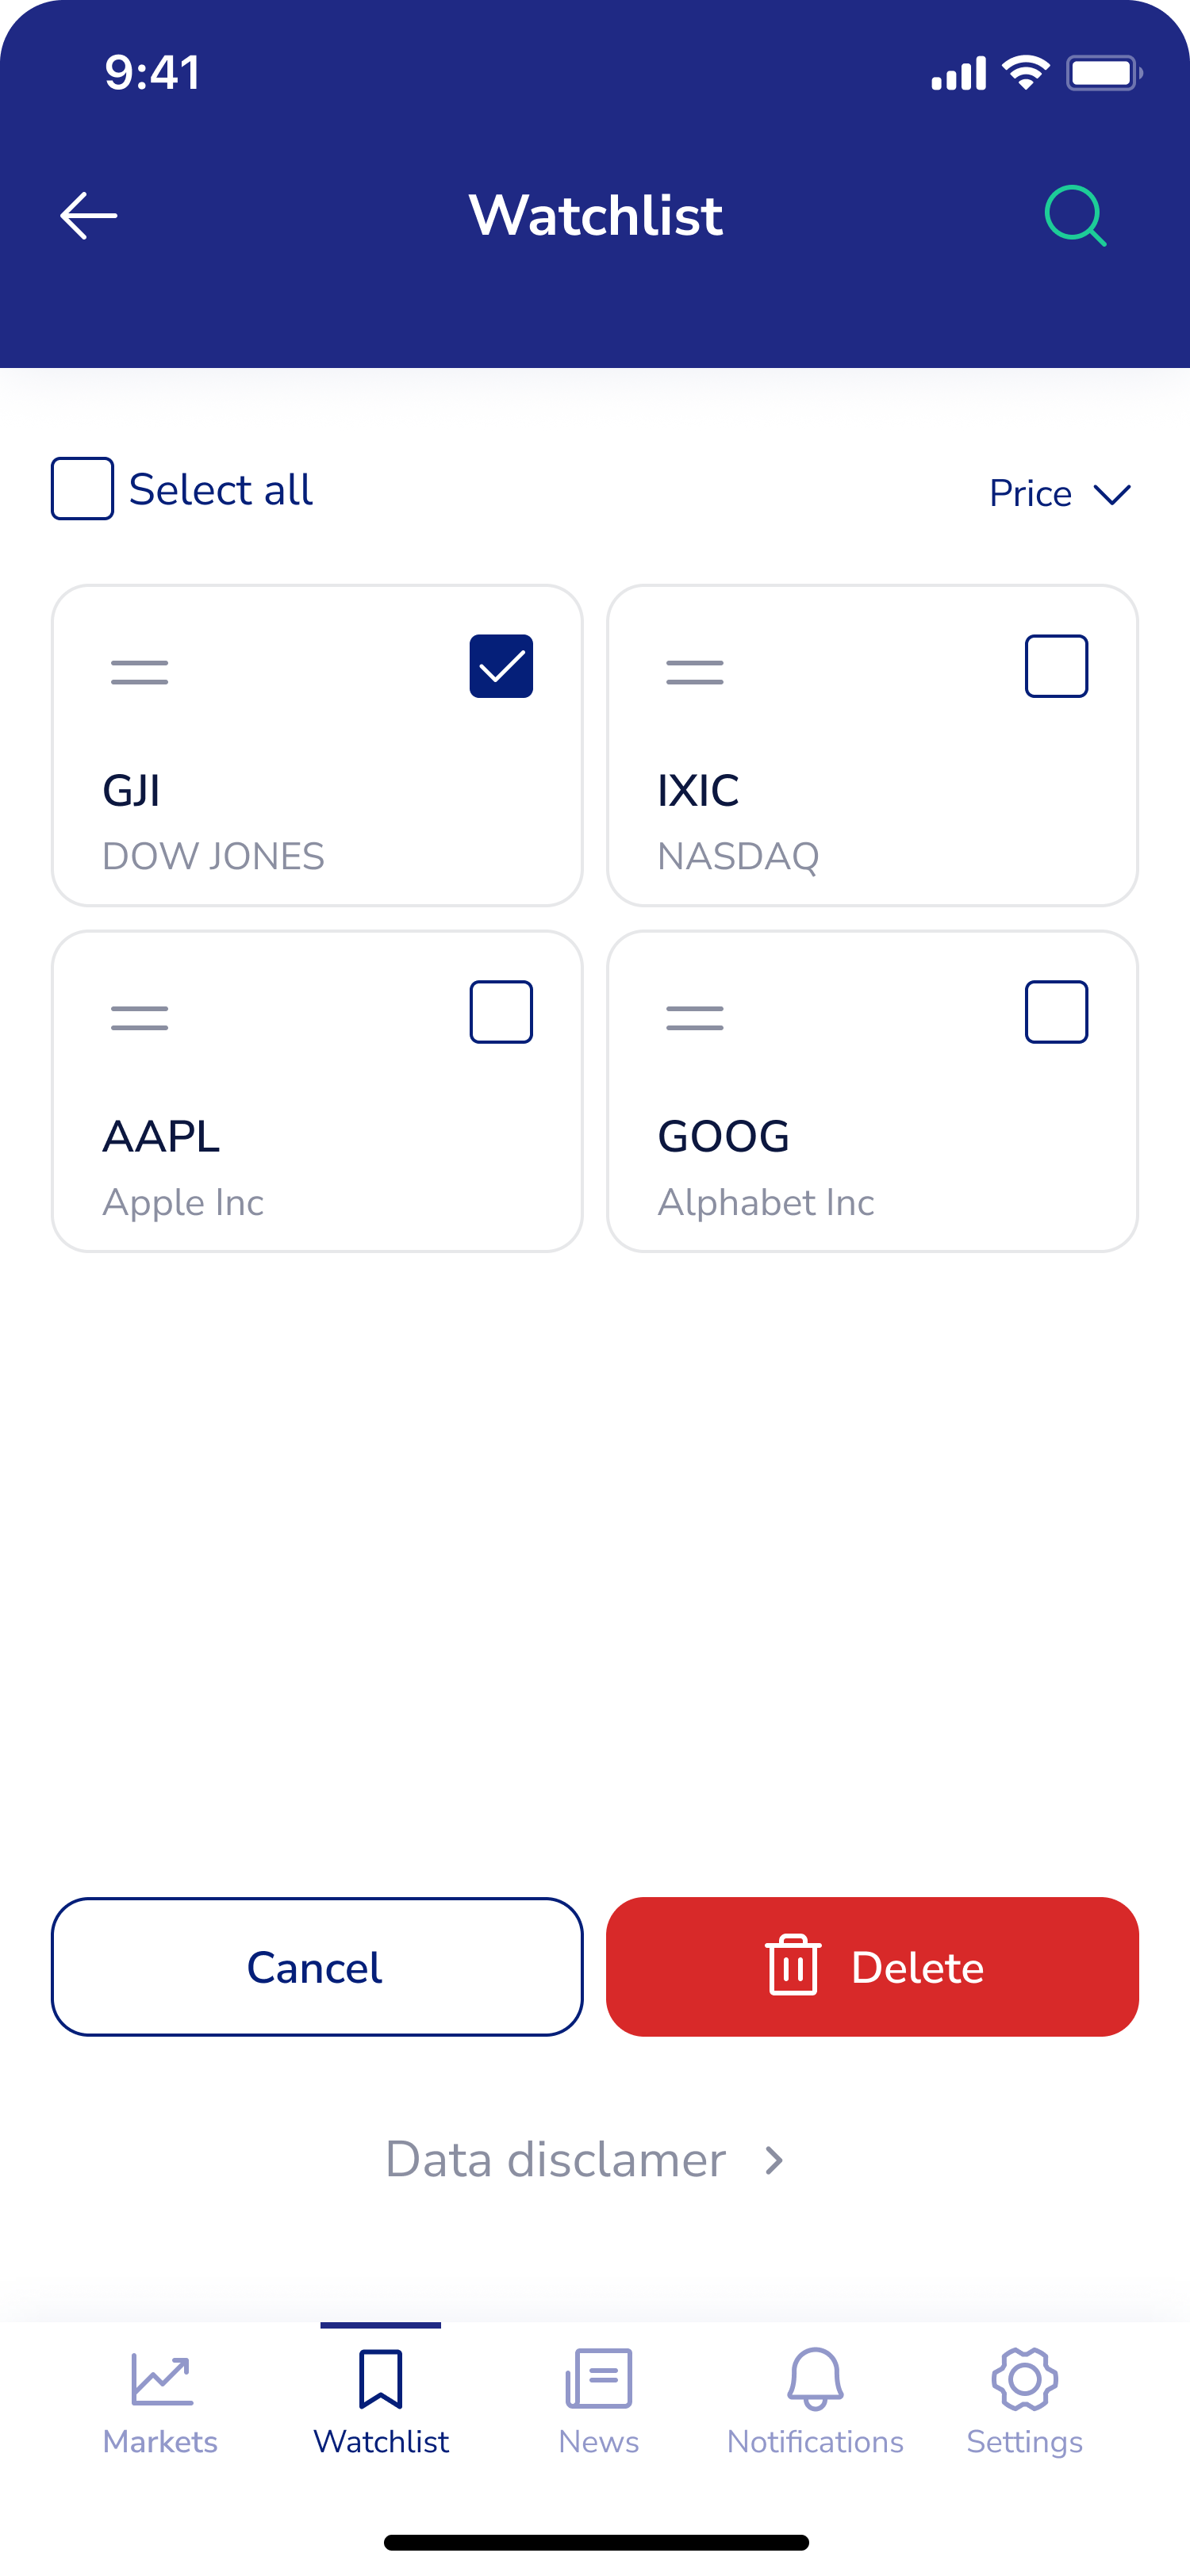 9:41
Watchlist
Select all
Price
GJI
DOW JONES
IXIC
NASDAQ
AAPL
Apple Inc
GOOG
Alphabet Inc
Cancel
Delete
Data disclamer
Markets
Watchlist
News
Notifications
Settings